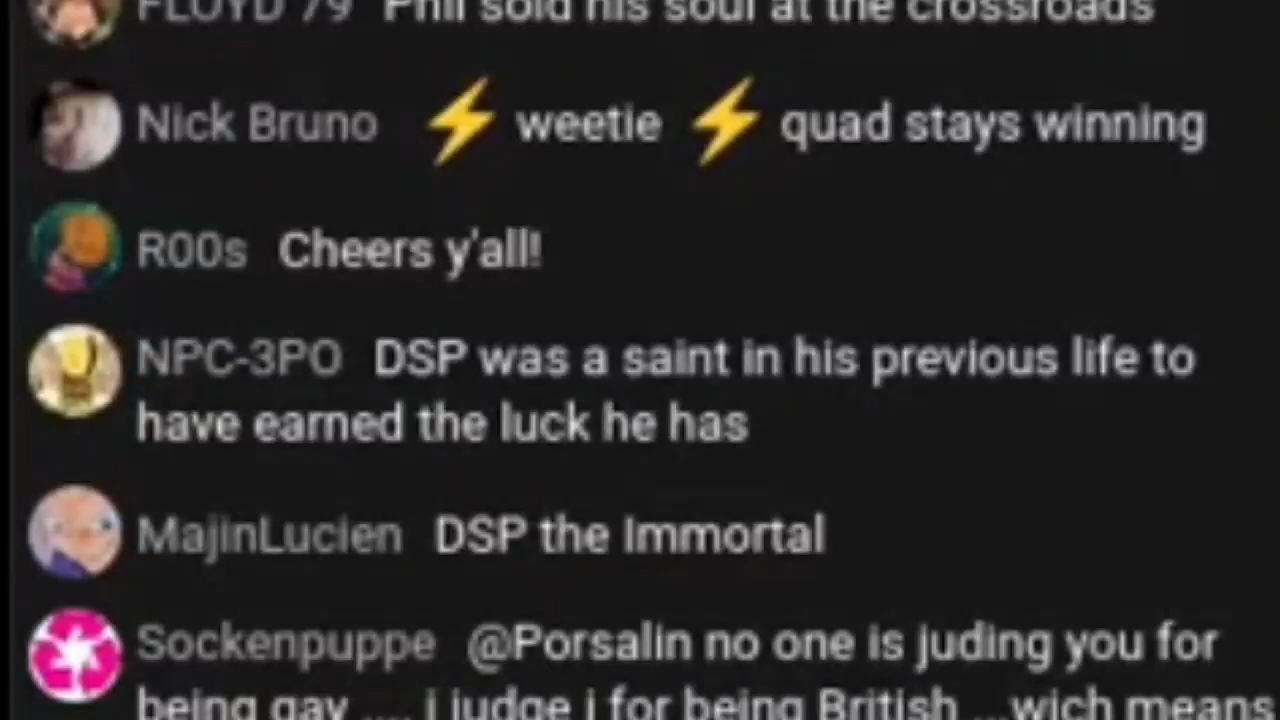 FLOYD 79 Phil sold his soul at the crossroads
Nick Bruno ⚡ weetie ⚡ quad stays winning
R00s Cheers y'all!
NPC-3PO DSP was a saint in his previous life to
have earned the luck he has
MajinLucien DSP the Immortal
Sockenpuppe @Porsalin no one is juding you for
being gay .... i judge i for being British ...wich means